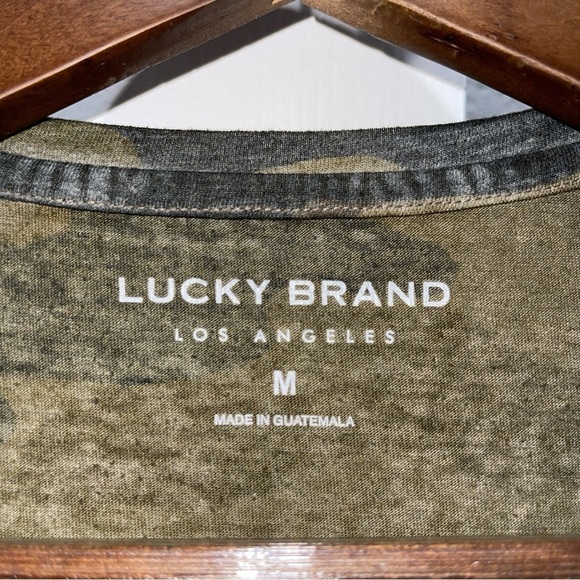 LUCKY BRAND
LOS ANGELES
M
MADE IN GUATEMALA